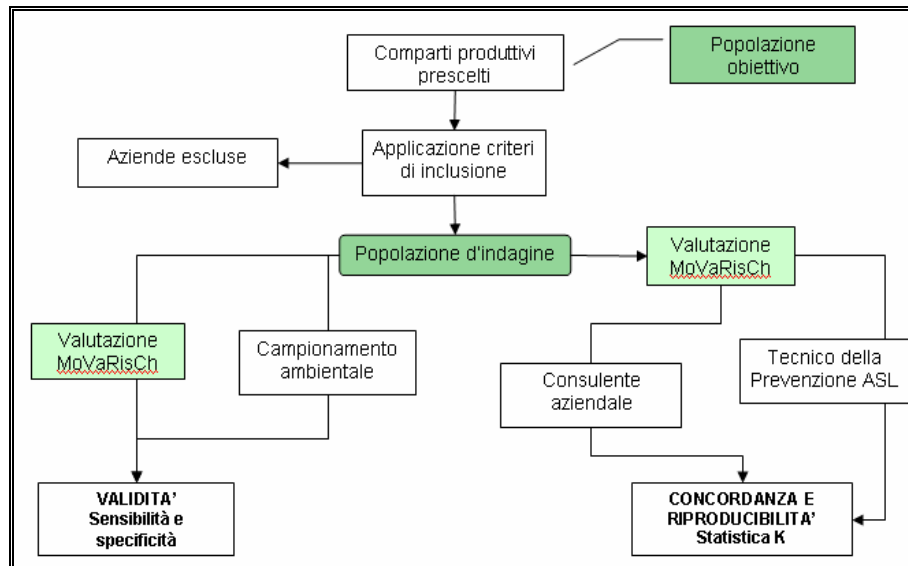 Comparti produttivi
prescelti
Popolazione
obiettivo
Aziende escluse
Applicazione criteri
di inclusione
Popolazione d'indagine
Valutazione
MoVaRisCh
Valutazione
MoVaRisCh
Campionamento
ambientale
Consulente
aziendale
Tecnico della
Prevenzione ASL
VALIDITA'
Sensibilità e
specificità
CONCORDANZA E
RIPRODUCIBILITA'
Statistica K